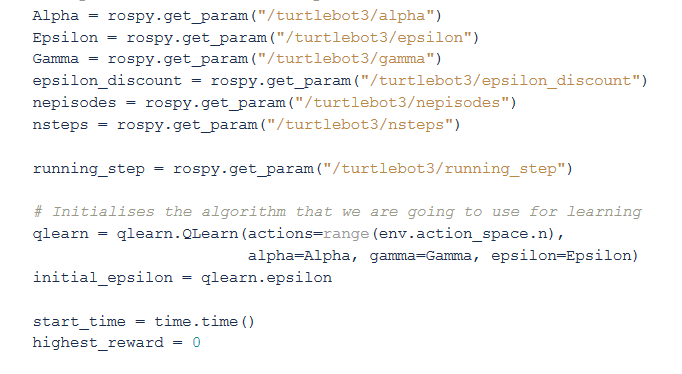 Alpha = rospy.get_param("/turtlebot3/alpha")
Epsilon = rospy.get_param("/turtlebot3/epsilon")
Gamma = rospy.get_param("/turtlebot3/gamma")
epsilon_discount = rospy.get_param("/turtlebot3/epsilon_discount")
nepisodes = rospy.get_param("/turtlebot3/nepisodes")
nsteps = rospy.get_param("/turtlebot3/nsteps")
running_step = rospy.get_param("/turtlebot3/running_step")
# Initialises the algorithm that we are going to use for learning
qlearn = qlearn.QLearn(actions=range(env.action_space.n),
alpha=Alpha, gamma=Gamma, epsilon=Epsilon)
initial_epsilon = qlearn.epsilon
start_time = time.time()
highest_reward = 0